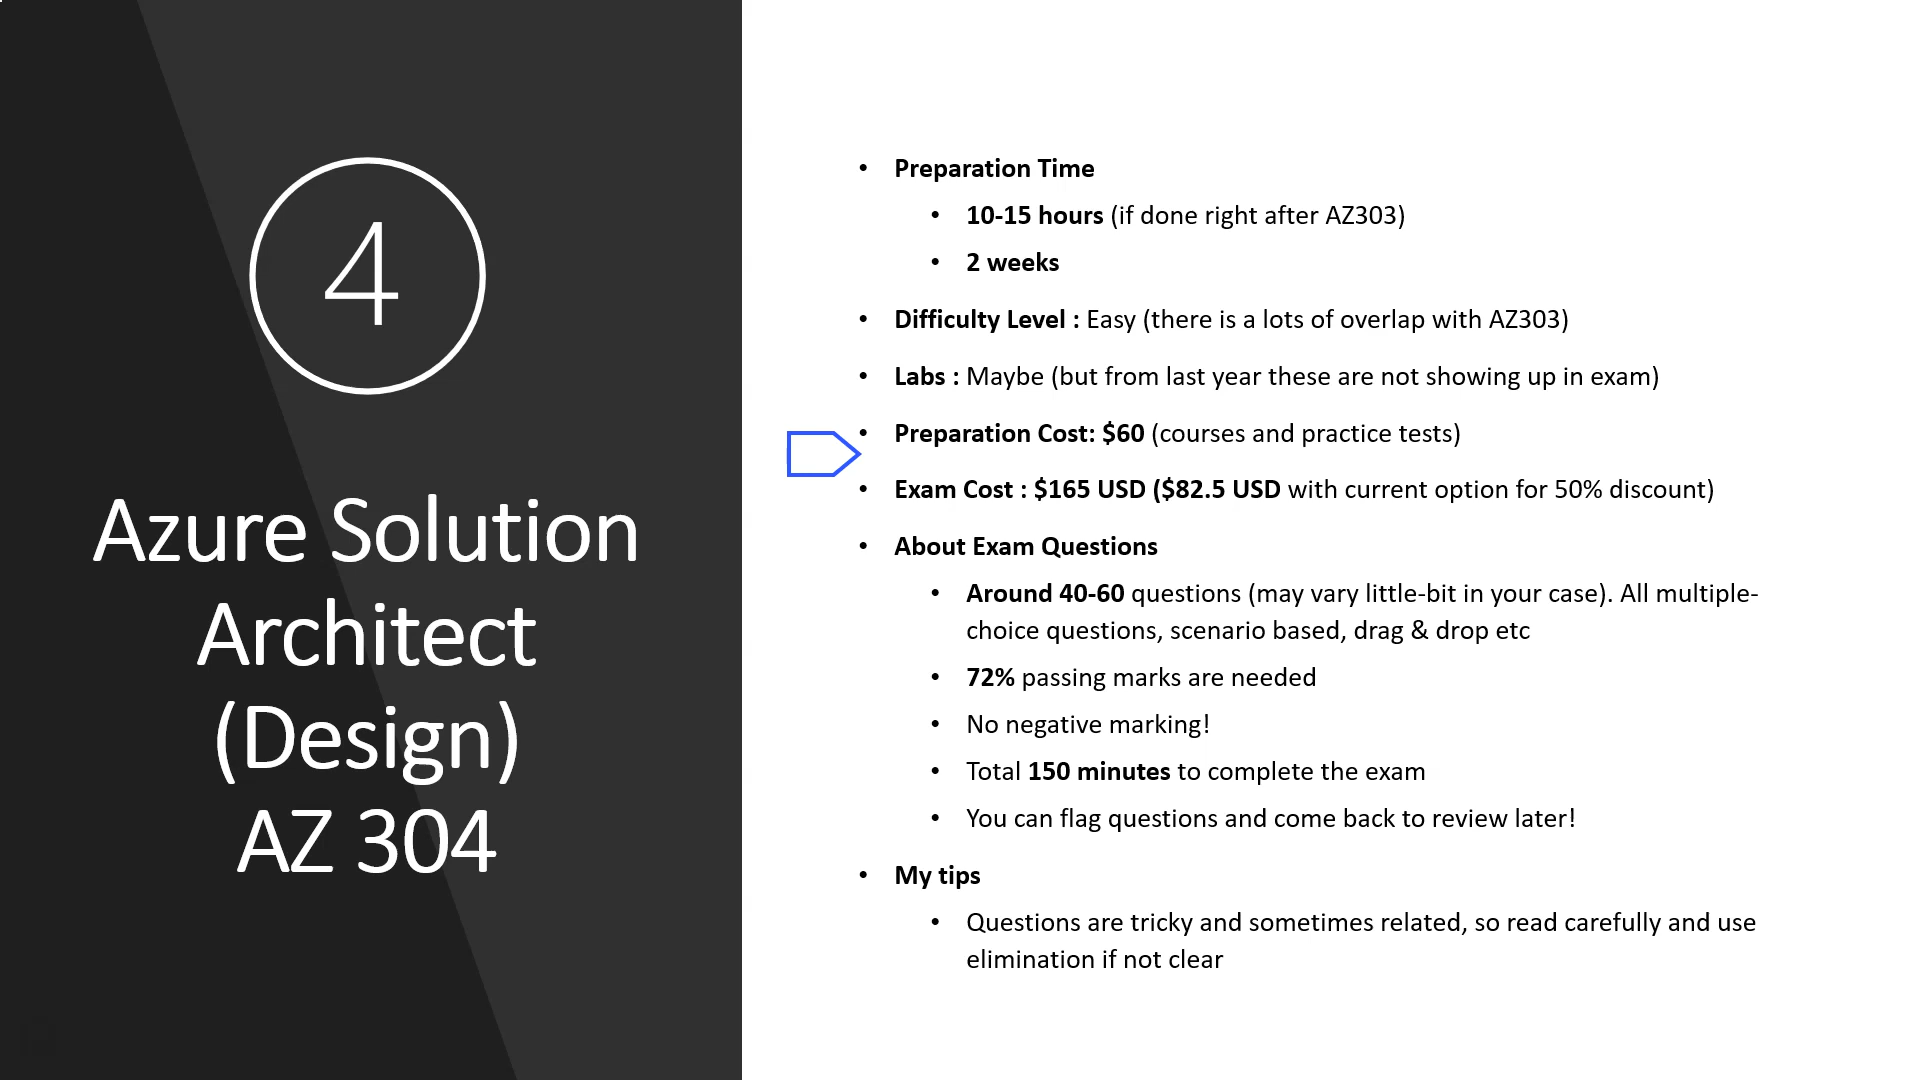 4
Azure Solution
Architect
(Design)
AZ 304
• Preparation Time
• 10-15 hours (if done right after AZ303)
• 2 weeks
• Difficulty Level : Easy (there is a lots of overlap with AZ303)
• Labs : Maybe (but from last year these are not showing up in exam)
• Preparation Cost: $60 (courses and practice tests)
• Exam Cost : $165 USD ($82.5 USD with current option for 50% discount)
• About Exam Questions
• Around 40-60 questions (may vary little-bit in your case). All multiple-
choice questions, scenario based, drag & drop etc
• 72% passing marks are needed
• No negative marking!
• Total 150 minutes to complete the exam
• You can flag questions and come back to review later!
• My tips
• Questions are tricky and sometimes related, so read carefully and use
elimination if not clear